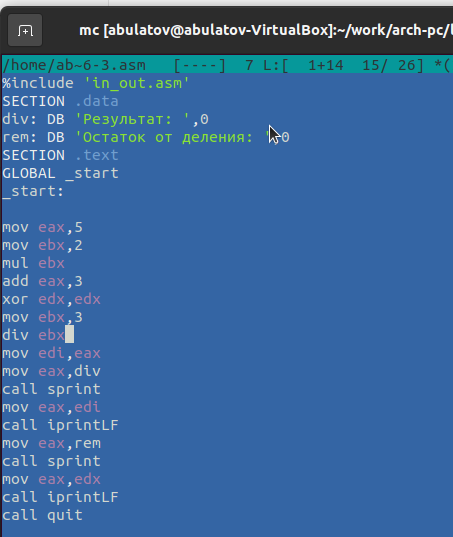 mc [abulatov@abulatov-VirtualBox]:~/work/arch-pc/l
/home/ab~6-3.asm   [----]  7 L:[  1+14  15/ 26] *(
%include 'in_out.asm'
SECTION .data
div: DB 'Результат: ',0
rem: DB 'Остаток от деления: ',0
SECTION .text
GLOBAL _start
_start:
mov eax,5
mov ebx,2
mul ebx
add eax,3
xor edx,edx
mov ebx,3
div ebx
mov edi,eax
mov eax,div
call sprint
mov eax,edi
call iprintLF
mov eax,rem
call sprint
mov eax,edx
call iprintLF
call quit